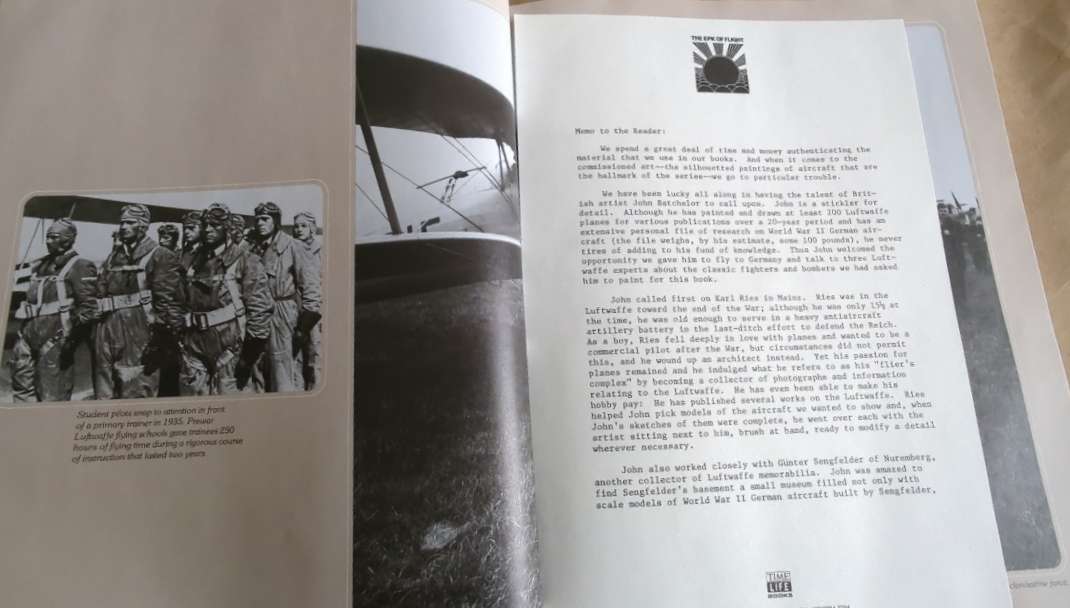 Student pilots snap to attention in front
of a primary trainer in 1935. Prewar
Luftwaffe flying schools gave trainees 250
hours of flying time during a rigorous course
of instruction that lasted two years.
THE EPIC OF FLIGHT
Memo to the Reader:
We spend a great deal of time and money authenticating the
material that we use in our books. And when it comes to the
commissioned art--the silhouetted paintings of aircraft that are
the hallmark of the series--we go to particular trouble.
We have been lucky all along in having the talent of Brit-
ish artist John Batchelor to call upon. John is a stickler for
detail. Although he has painted and drawn at least 300 Luftwaffe
planes for various publications over a 20-year period and has an
extensive personal file of research on World War II German air-
craft (the file weighs, by his estimate, some 100 pounds), he never
tires of adding to his fund of knowledge. Thus John welcomed the
opportunity we gave him to fly to Germany and talk to three Luft-
waffe experts about the classic fighters and bombers we had asked
him to paint for this book.
John called first on Karl Ries in Mainz. Ries was in the
Luftwaffe toward the end of the War; although he was only 15½ at
the time, he was old enough to serve in a heavy antiaircraft
artillery battery in the last-ditch effort to defend the Reich.
As a boy, Ries fell deeply in love with planes and wanted to be a
commercial pilot after the War, but circumstances did not permit
this, and he wound up an architect instead. Yet his passion for
planes remained and he indulged what he refers to as his "flier's
complex" by becoming a collector of photographs and information
relating to the Luftwaffe. He has even been able to make his
hobby pay: He has published several works on the Luftwaffe. Ries
helped John pick models of the aircraft we wanted to show and, when
John's sketches of them were complete, he went over each with the
artist sitting next to him, brush at hand, ready to modify a detail
wherever necessary.
John also worked closely with Günter Sengfelder of Nuremberg,
another collector of Luftwaffe memorabilia. John was amazed to
find Sengfelder's basement a small museum filled not only with
scale models of World War II German aircraft built by Sengfelder,
TIME
LIFE
BOOKS
clandestine force.